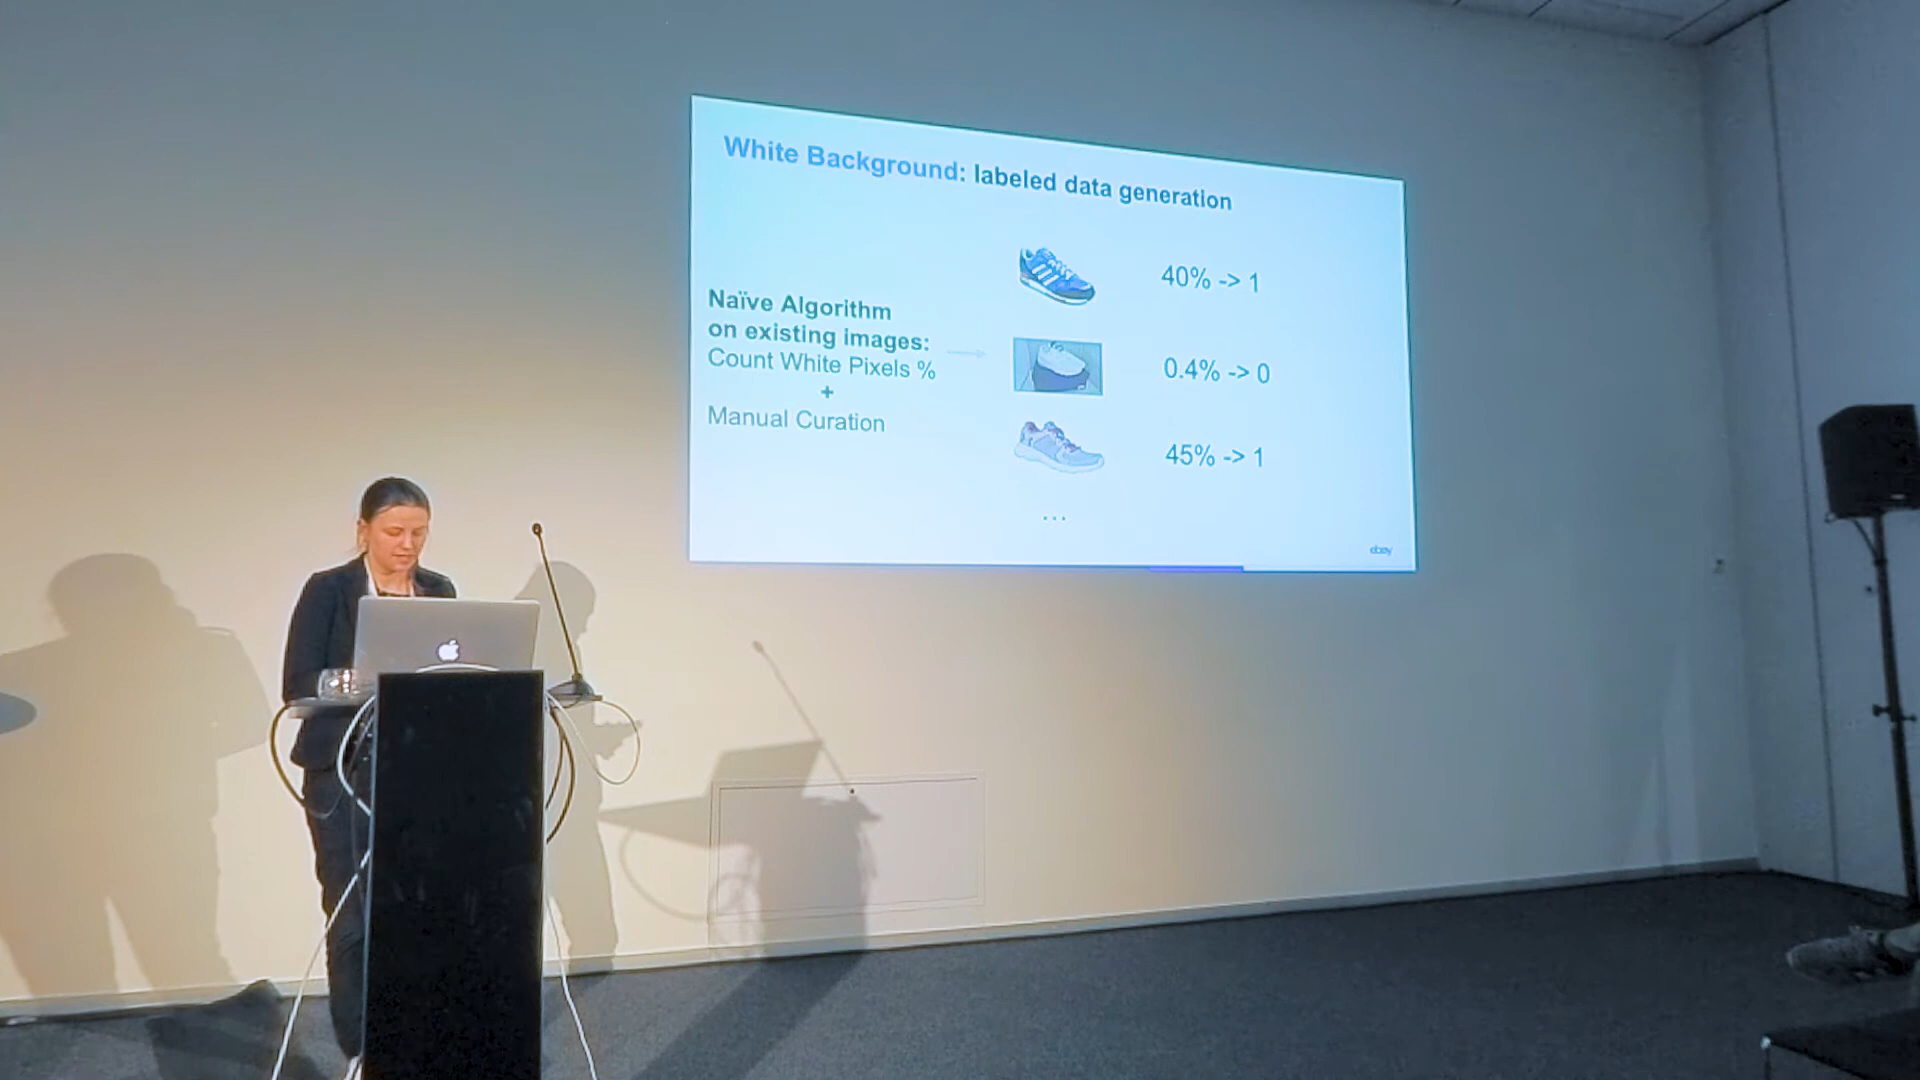 White Background: labeled data generation
Naïve Algorithm
on existing images:
Count White Pixels %
+
Manual Curation
40% -> 1
0.4% -> 0
45% -> 1
...
ebay